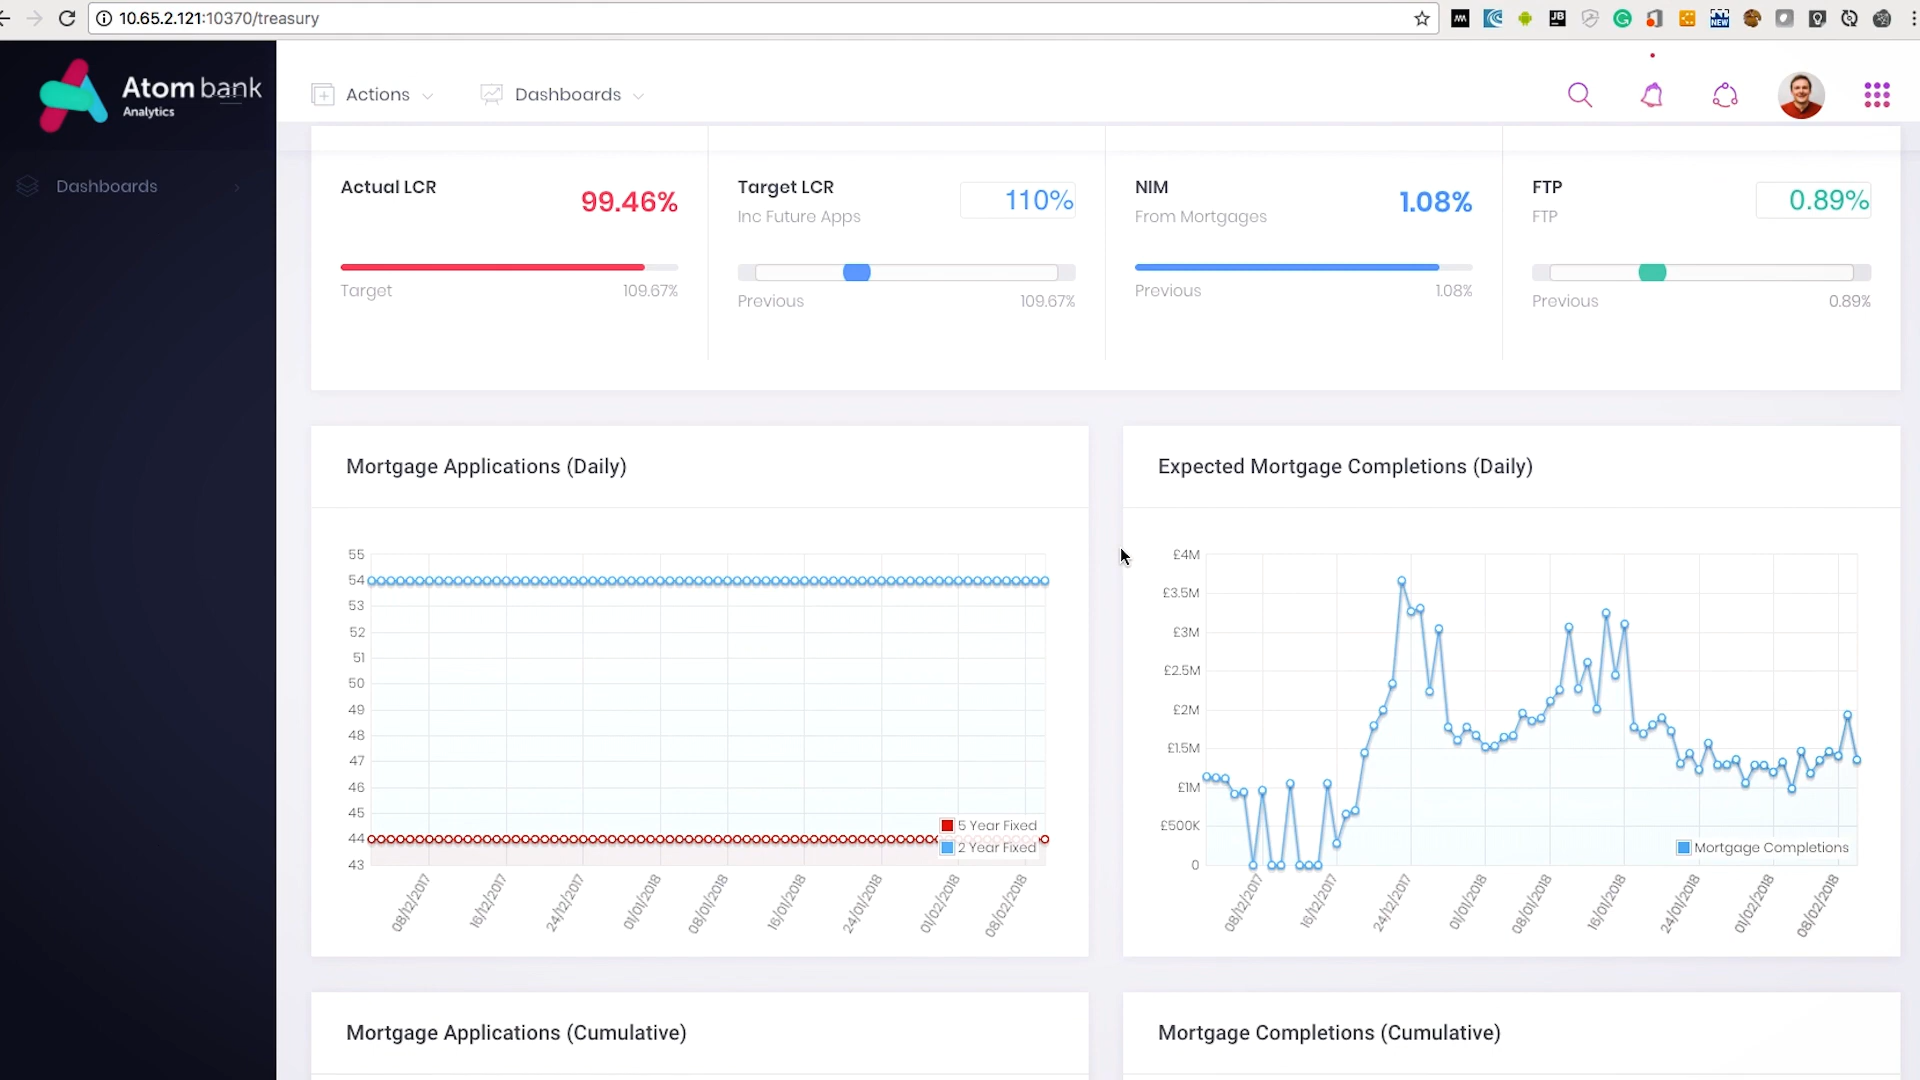 10.65.2.121:10370/treasury
Atom bank
Analytics
Actions
Dashboards
Dashboards
Actual LCR
99.46%
Target
109.67%
Target LCR
Inc Future Apps
110%
Previous
109.67%
NIM
From Mortgages
1.08%
Previous
1.08%
FTP
FTP
0.89%
Previous
0.89%
Mortgage Applications (Daily)
55
54
53
52
51
50
49
48
47
46
45
44
43
5 Year Fixed
2 Year Fixed
08/12/2017
16/12/2017
24/12/2017
01/01/2018
08/01/2018
16/01/2018
24/01/2018
01/02/2018
08/02/2018
Expected Mortgage Completions (Daily)
£4M
£3.5M
£3M
£2.5M
£2M
£1.5M
£1M
£500K
0
Mortgage Completions
08/12/2017
16/12/2017
24/12/2017
01/01/2018
08/01/2018
16/01/2018
24/01/2018
01/02/2018
08/02/2018
Mortgage Applications (Cumulative)
Mortgage Completions (Cumulative)